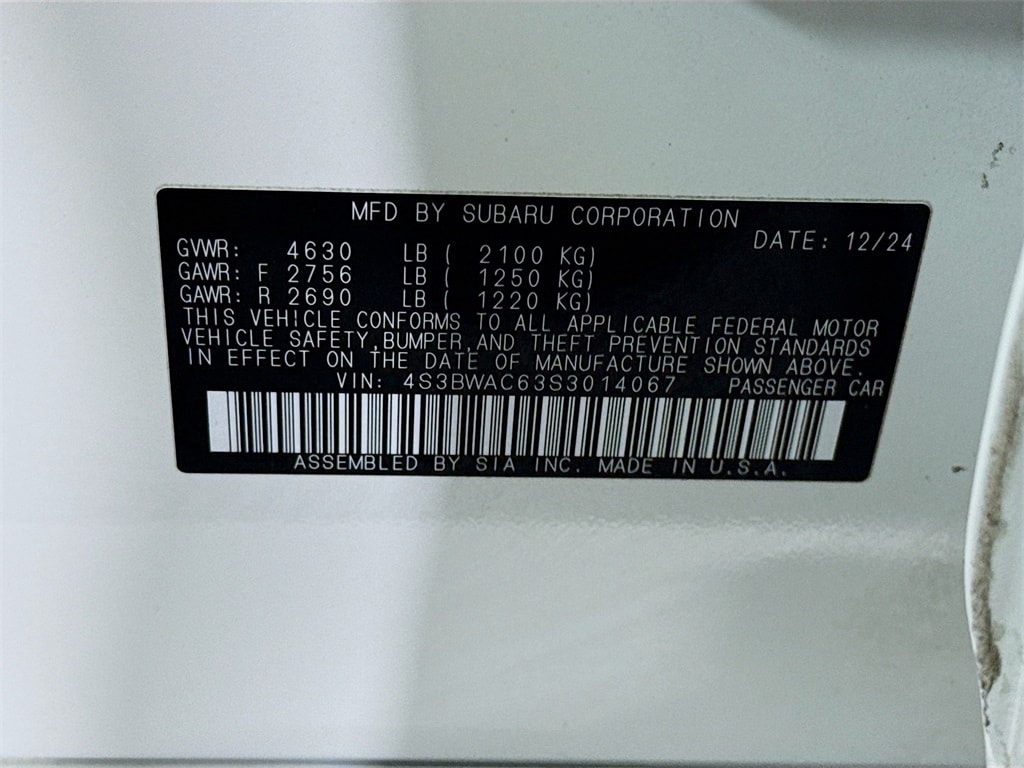 MFD BY SUBARU CORPORATION
DATE: 12/24
GVWR: 4630 LB ( 2100 KG)
GAWR: F 2756 LB ( 1250 KG)
GAWR: R 2690 LB ( 1220 KG)
THIS VEHICLE CONFORMS TO ALL APPLICABLE FEDERAL MOTOR
VEHICLE SAFETY,BUMPER,AND THEFT PREVENTION STANDARDS
IN EFFECT ON THE DATE OF MANUFACTURE SHOWN ABOVE.
VIN: 4S3BWAC63S3014067 PASSENGER CAR
ASSEMBLED BY SIA INC. MADE IN U.S.A.